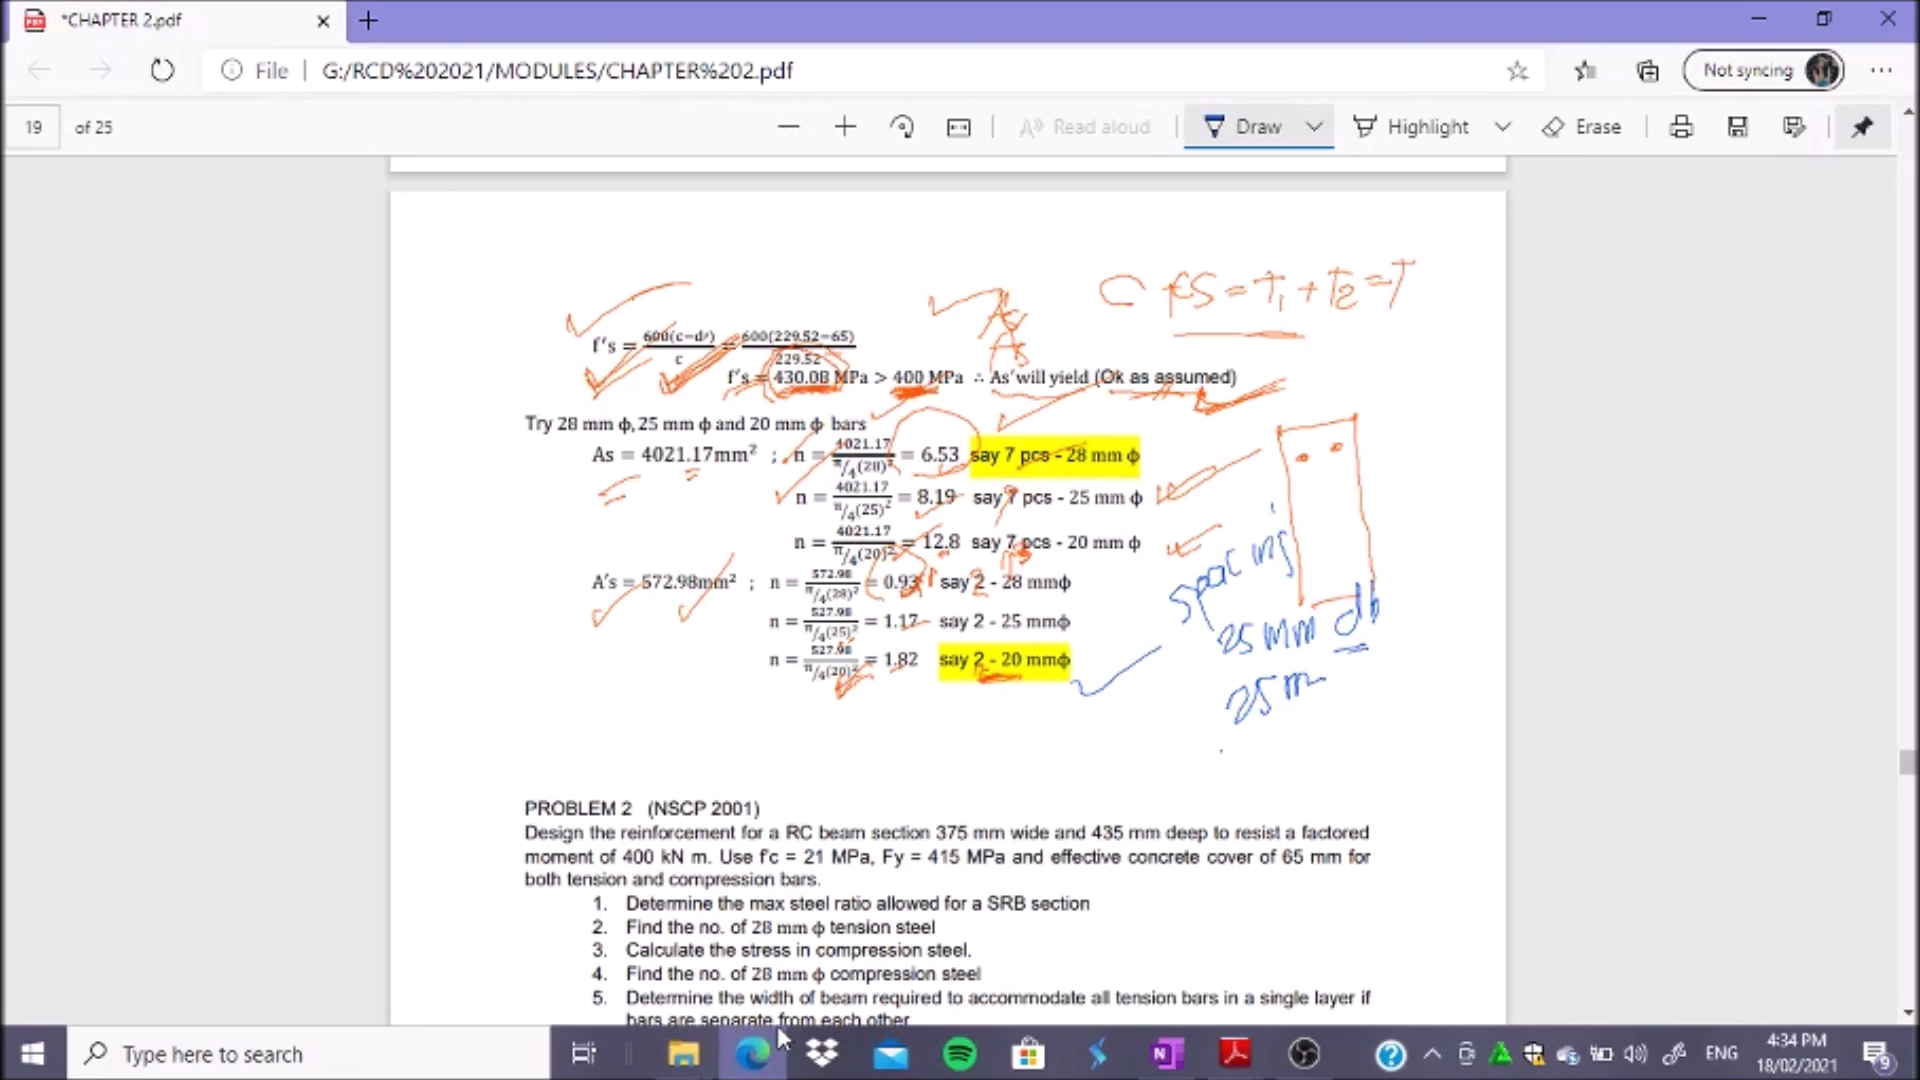 *CHAPTER 2.pdf
File | G:/RCD%202021/MODULES/CHAPTER%202.pdf
Not syncing
19 of 25
Read aloud
Draw
Highlight
Erase
C's = T1 + T2 = T
As
As
f's = 600(c−d')/c = 600(229.52−65)/229.52
f's = 430.08 MPa > 400 MPa ∴ As'will yield (Ok as assumed)
Try 28 mm ф, 25 mm ф and 20 mm ф bars
As = 4021.17mm² ; n = 4021.17/π/4(28)² = 6.53 say 7 pcs - 28 mm ф
n = 4021.17/π/4(25)² = 8.19 say 7 pcs - 25 mm ф
n = 4021.17/π/4(20)² = 12.8 say 7 pcs - 20 mm ф
A's = 572.98mm² ; n = 572.98/π/4(28)² = 0.93 say 2 - 28 mmф
n = 527.98/π/4(25)² = 1.17 say 2 - 25 mmф
n = 527.98/π/4(20)² = 1.82 say 2 - 20 mmф
spacing
25 mm db
25 m
PROBLEM 2 (NSCP 2001)
Design the reinforcement for a RC beam section 375 mm wide and 435 mm deep to resist a factored
moment of 400 kN m. Use f'c = 21 MPa, Fy = 415 MPa and effective concrete cover of 65 mm for
both tension and compression bars.
1. Determine the max steel ratio allowed for a SRB section
2. Find the no. of 28 mm ф tension steel
3. Calculate the stress in compression steel.
4. Find the no. of 28 mm ф compression steel
5. Determine the width of beam required to accommodate all tension bars in a single layer if
bars are separate from each other
Type here to search
ENG
4:34 PM
18/02/2021
9